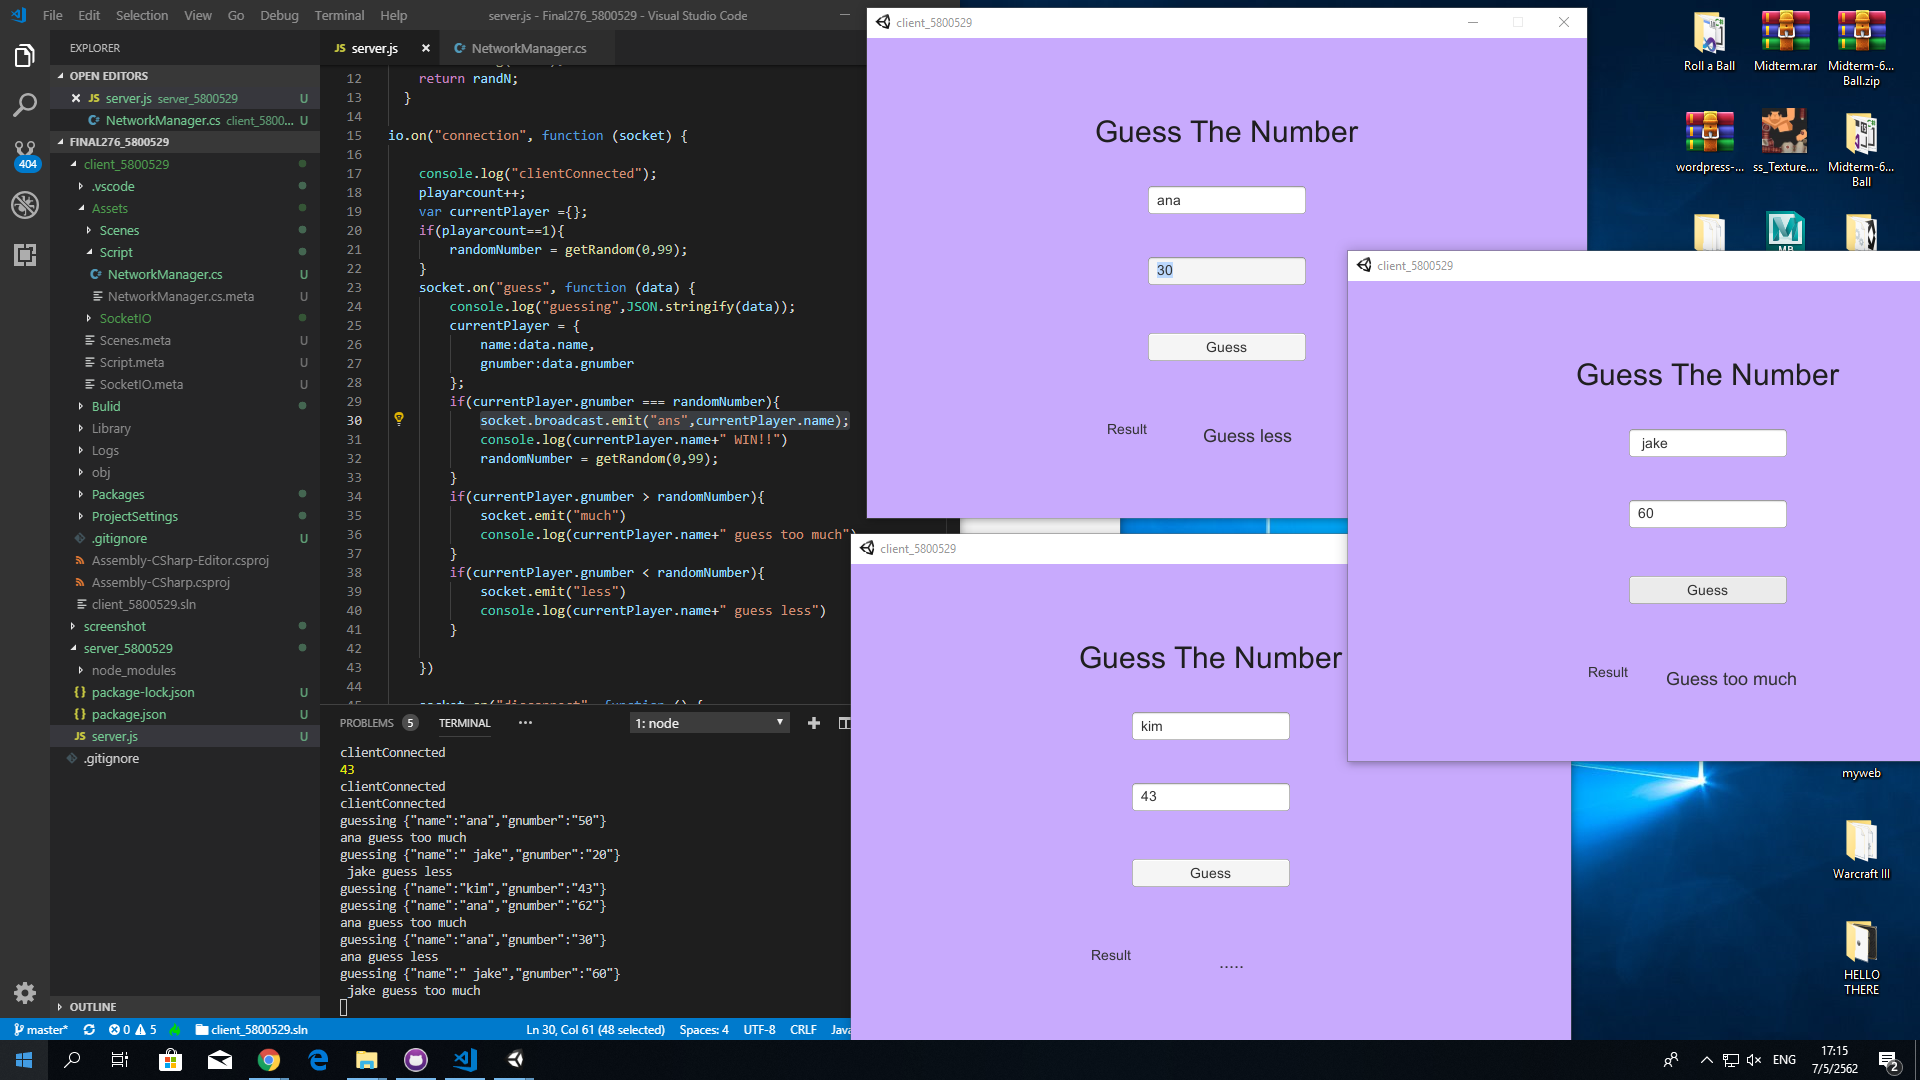 File Edit Selection View Go Debug Terminal Help
server.js - Final276_5800529 - Visual Studio Code
EXPLORER
OPEN EDITORS
server.js server_5800529 U
NetworkManager.cs client_5800... U
FINAL276_5800529
client_5800529
.vscode
Assets
Scenes
Script
NetworkManager.cs U
NetworkManager.cs.meta U
SocketIO
Scenes.meta U
Script.meta U
SocketIO.meta U
Bulid
Library
Logs
obj
Packages
ProjectSettings
.gitignore U
Assembly-CSharp-Editor.csproj
Assembly-CSharp.csproj
client_5800529.sln
screenshot
server_5800529
node_modules
package-lock.json U
package.json U
server.js U
.gitignore
OUTLINE
404
JS server.js
NetworkManager.cs
12 return randN;
13 }
14
15 io.on("connection", function (socket) {
16
17 console.log("clientConnected");
18 playarcount++;
19 var currentPlayer ={};
20 if(playarcount==1){
21 randomNumber = getRandom(0,99);
22 }
23 socket.on("guess", function (data) {
24 console.log("guessing",JSON.stringify(data));
25 currentPlayer = {
26 name:data.name,
27 gnumber:data.gnumber
28 };
29 if(currentPlayer.gnumber === randomNumber){
30 socket.broadcast.emit("ans",currentPlayer.name);
31 console.log(currentPlayer.name+" WIN!!")
32 randomNumber = getRandom(0,99);
33 }
34 if(currentPlayer.gnumber > randomNumber){
35 socket.emit("much")
36 console.log(currentPlayer.name+" guess too much")
37 }
38 if(currentPlayer.gnumber < randomNumber){
39 socket.emit("less")
40 console.log(currentPlayer.name+" guess less")
41 }
42
43 })
44
PROBLEMS 5 TERMINAL ... 1: node
clientConnected
43
clientConnected
clientConnected
guessing {"name":"ana","gnumber":"50"}
ana guess too much
guessing {"name":" jake","gnumber":"20"}
 jake guess less
guessing {"name":"kim","gnumber":"43"}
guessing {"name":"ana","gnumber":"62"}
ana guess too much
guessing {"name":"ana","gnumber":"30"}
ana guess less
guessing {"name":" jake","gnumber":"60"}
 jake guess too much
master* 0 5 client_5800529.sln Ln 30, Col 61 (48 selected) Spaces: 4 UTF-8 CRLF Java
client_5800529
Guess The Number
ana
30
Guess
Result Guess less
client_5800529
Guess The Number
jake
60
Guess
Result Guess too much
client_5800529
Guess The Number
kim
43
Guess
Result .....
Roll a Ball
Midterm.rar
Midterm-6...
Ball.zip
wordpress-...
ss_Texture....
Midterm-6...
Ball
MB
myweb
Warcraft III
HELLO
THERE
ENG
17:15
7/5/2562
2